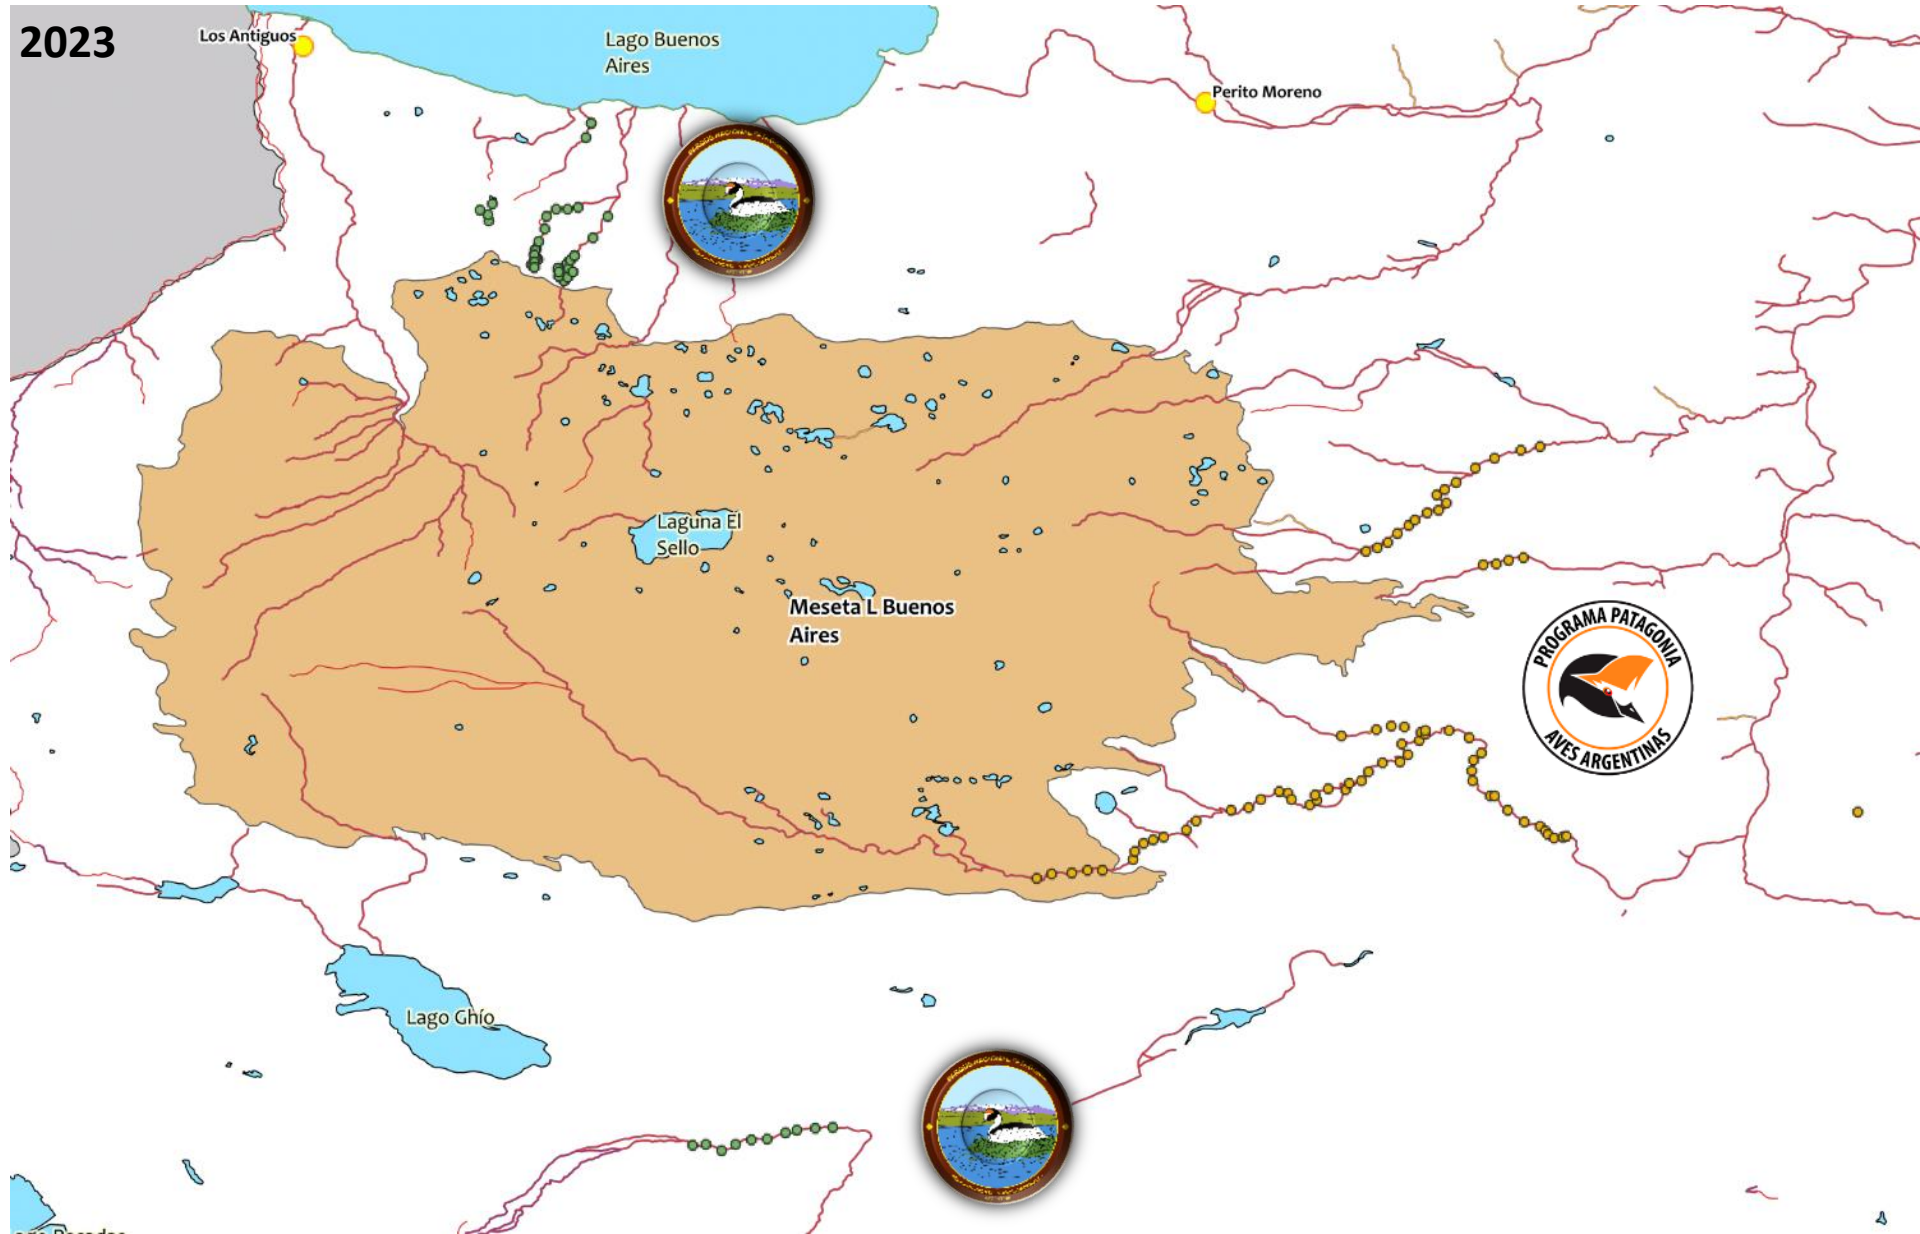 2023
Los Antiguos
Lago Buenos
Aires
Perito Moreno
Laguna El
Sello
Meseta L Buenos
Aires
PROGRAMA PATAGONIA
AVES ARGENTINAS
Lago Ghío